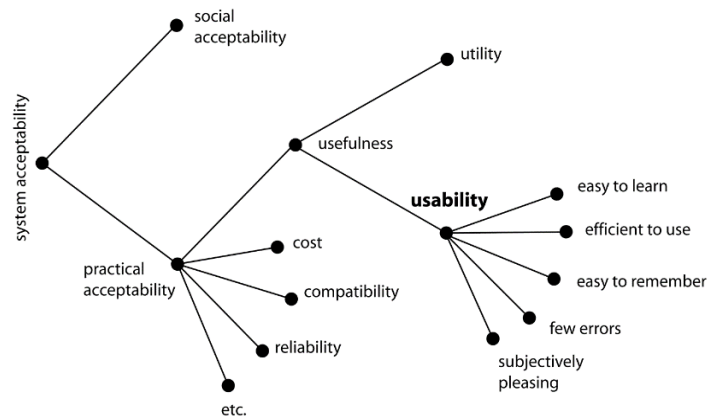 social
acceptability
utility
system acceptability
usefulness
usability
easy to learn
efficient to use
cost
practical
acceptability
easy to remember
compatibility
few errors
reliability
subjectively
pleasing
etc.